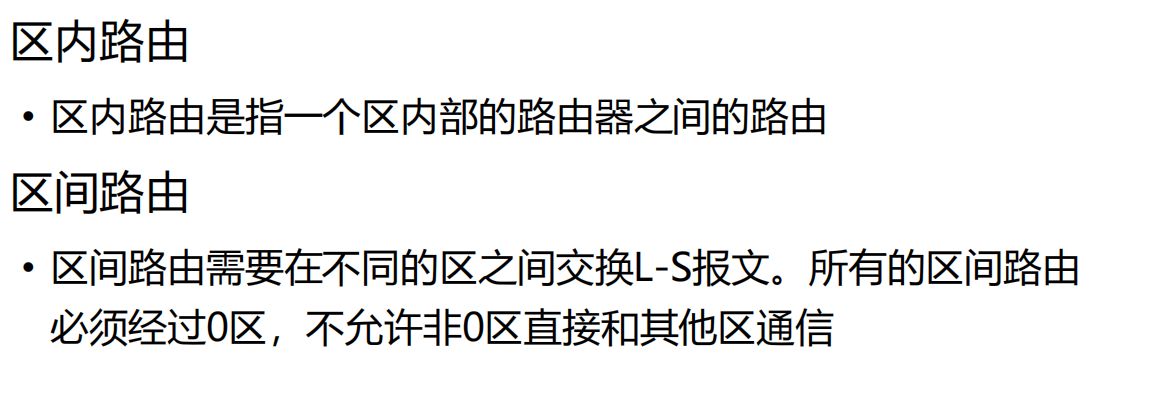 区内路由
• 区内路由是指一个区内部的路由器之间的路由
区间路由
• 区间路由需要在不同的区之间交换L-S报文。所有的区间路由
必须经过0区，不允许非0区直接和其他区通信